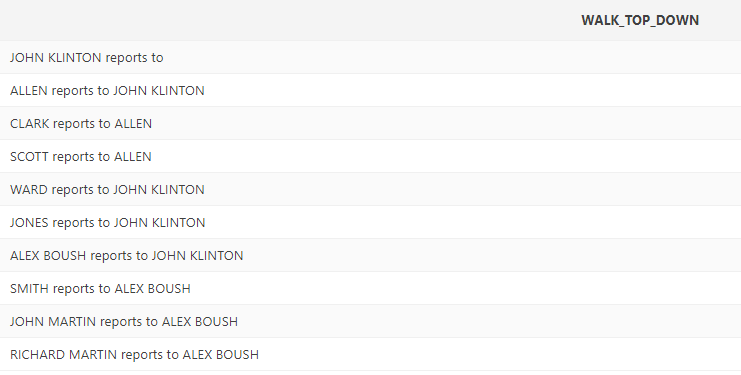 WALK_TOP_DOWN
JOHN KLINTON reports to
ALLEN reports to JOHN KLINTON
CLARK reports to ALLEN
SCOTT reports to ALLEN
WARD reports to JOHN KLINTON
JONES reports to JOHN KLINTON
ALEX BOUSH reports to JOHN KLINTON
SMITH reports to ALEX BOUSH
JOHN MARTIN reports to ALEX BOUSH
RICHARD MARTIN reports to ALEX BOUSH